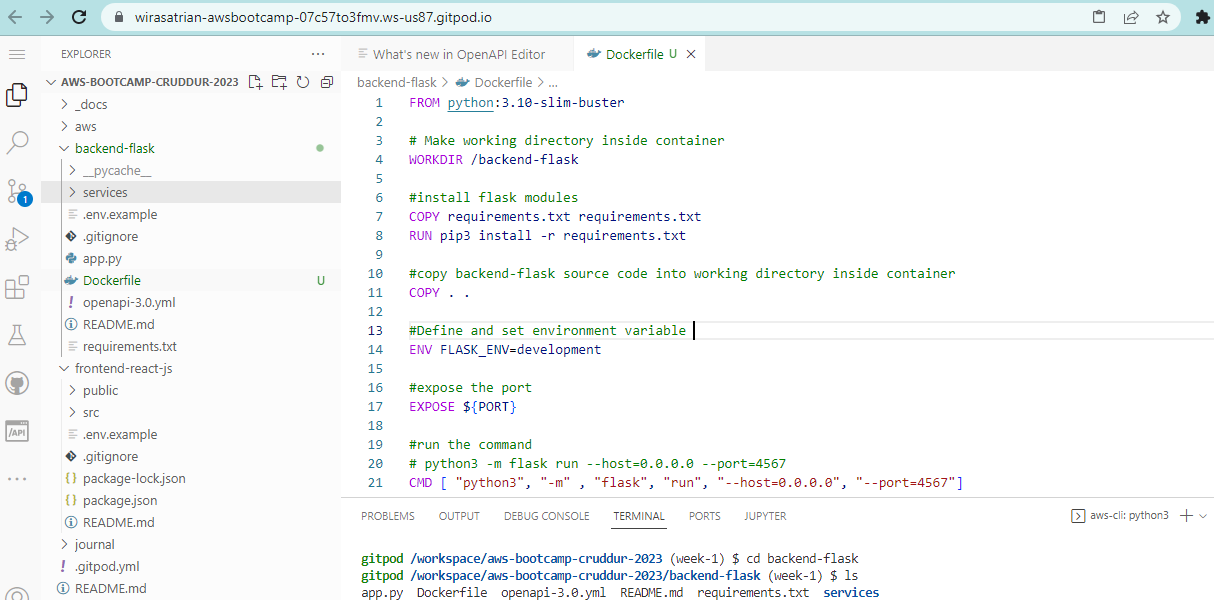 wirasatrian-awsbootcamp-07c57to3fmv.ws-us87.gitpod.io
EXPLORER
AWS-BOOTCAMP-CRUDDUR-2023
_docs
aws
backend-flask
__pycache__
services
.env.example
.gitignore
app.py
Dockerfile U
openapi-3.0.yml
README.md
requirements.txt
frontend-react-js
public
src
.env.example
.gitignore
package-lock.json
package.json
README.md
journal
.gitpod.yml
README.md
1
/API
What's new in OpenAPI Editor
Dockerfile U
backend-flask > Dockerfile > ...
1 FROM python:3.10-slim-buster
2
3 # Make working directory inside container
4 WORKDIR /backend-flask
5
6 #install flask modules
7 COPY requirements.txt requirements.txt
8 RUN pip3 install -r requirements.txt
9
10 #copy backend-flask source code into working directory inside container
11 COPY . .
12
13 #Define and set environment variable
14 ENV FLASK_ENV=development
15
16 #expose the port
17 EXPOSE ${PORT}
18
19 #run the command
20 # python3 -m flask run --host=0.0.0.0 --port=4567
21 CMD [ "python3", "-m" , "flask", "run", "--host=0.0.0.0", "--port=4567"]
PROBLEMS OUTPUT DEBUG CONSOLE TERMINAL PORTS JUPYTER
aws-cli: python3
gitpod /workspace/aws-bootcamp-cruddur-2023 (week-1) $ cd backend-flask
gitpod /workspace/aws-bootcamp-cruddur-2023/backend-flask (week-1) $ ls
app.py Dockerfile openapi-3.0.yml README.md requirements.txt services